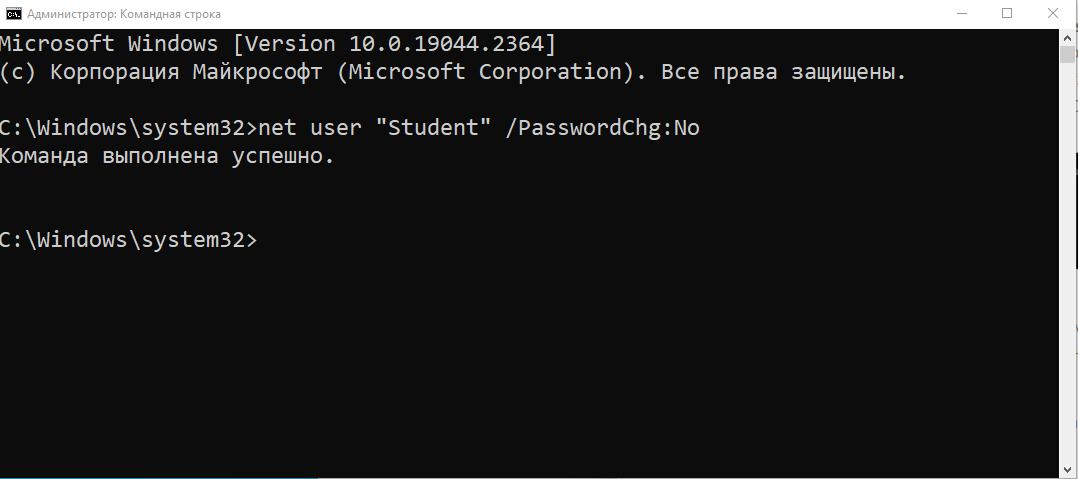 Администратор: Командная строка
Microsoft Windows [Version 10.0.19044.2364]
(c) Корпорация Майкрософт (Microsoft Corporation). Все права защищены.
C:\Windows\system32>net user "Student" /PasswordChg:No
Команда выполнена успешно.
C:\Windows\system32>